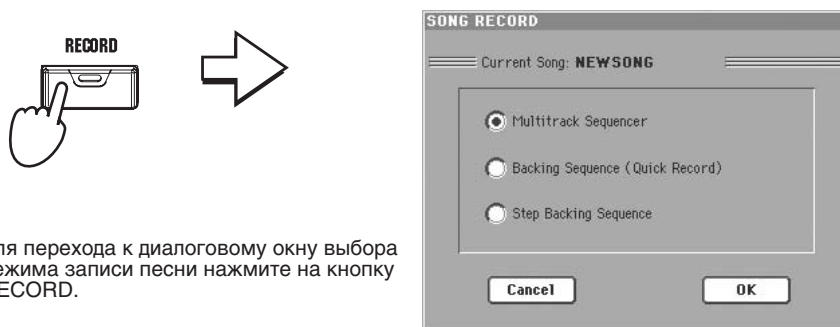 RECORD
SONG RECORD
Current Song: NEWSONG
Multitrack Sequencer
Backing Sequence (Quick Record)
Step Backing Sequence
Cancel
OK
ля перехода к диалоговому окну выбора
ежима записи песни нажмите на кнопку
ECORD.